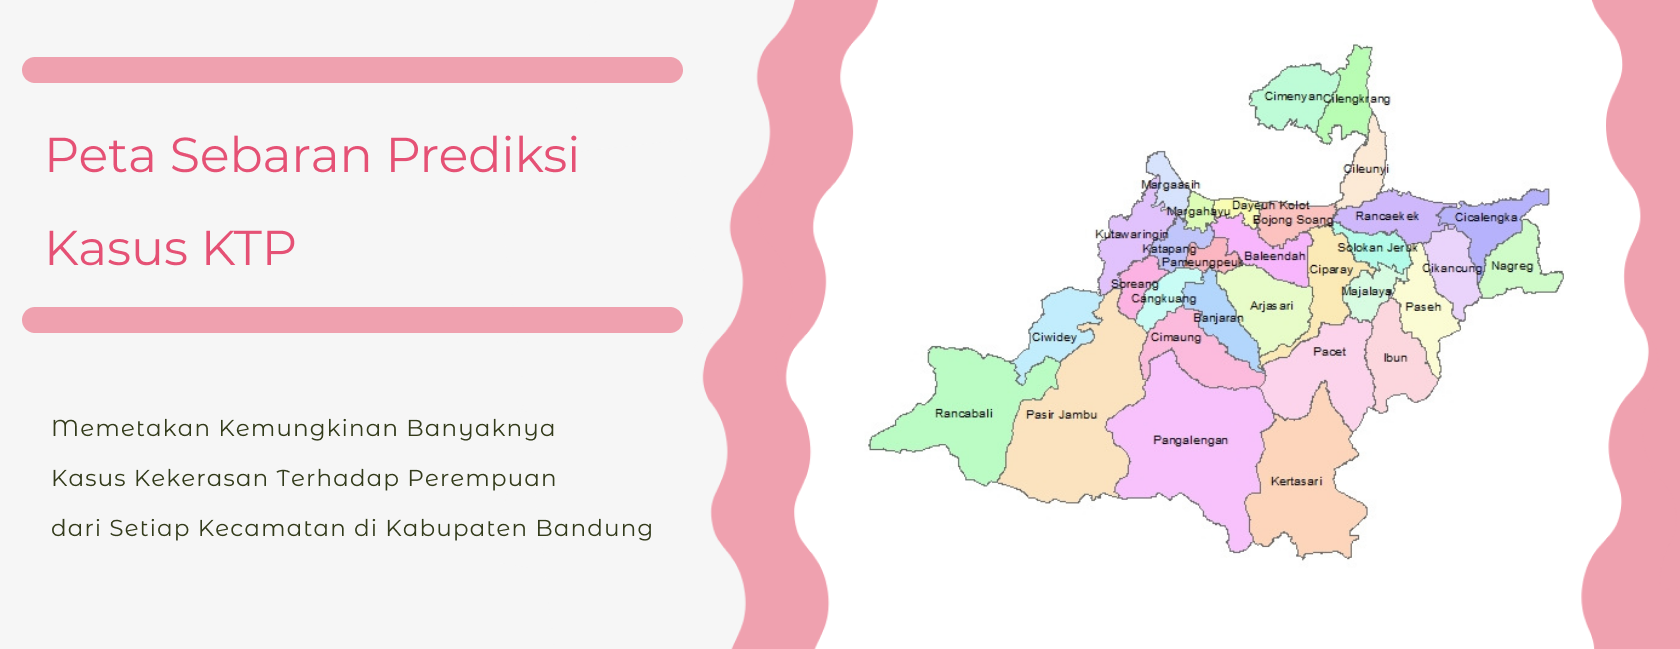 Peta Sebaran Prediksi
Kasus KTP
Memetakan Kemungkinan Banyaknya
Kasus Kekerasan Terhadap Perempuan
dari Setiap Kecamatan di Kabupaten Bandung
Cimenyan
Cilengkrang
Cileunyi
Margaasih
Margahayu
Dayeuh Kolot
Bojong Soang
Rancaekek
Cicalengka
Kutawaringin
Katapang
Pameungpeuk
Baleendah
Solokan Jeruk
Ciparay
Cikancung
Nagreg
Soreang
Cangkuang
Majalaya
Banjaran
Arjasari
Paseh
Ciwidey
Cimaung
Pacet
Ibun
Rancabali
Pasir Jambu
Pangalengan
Kertasari